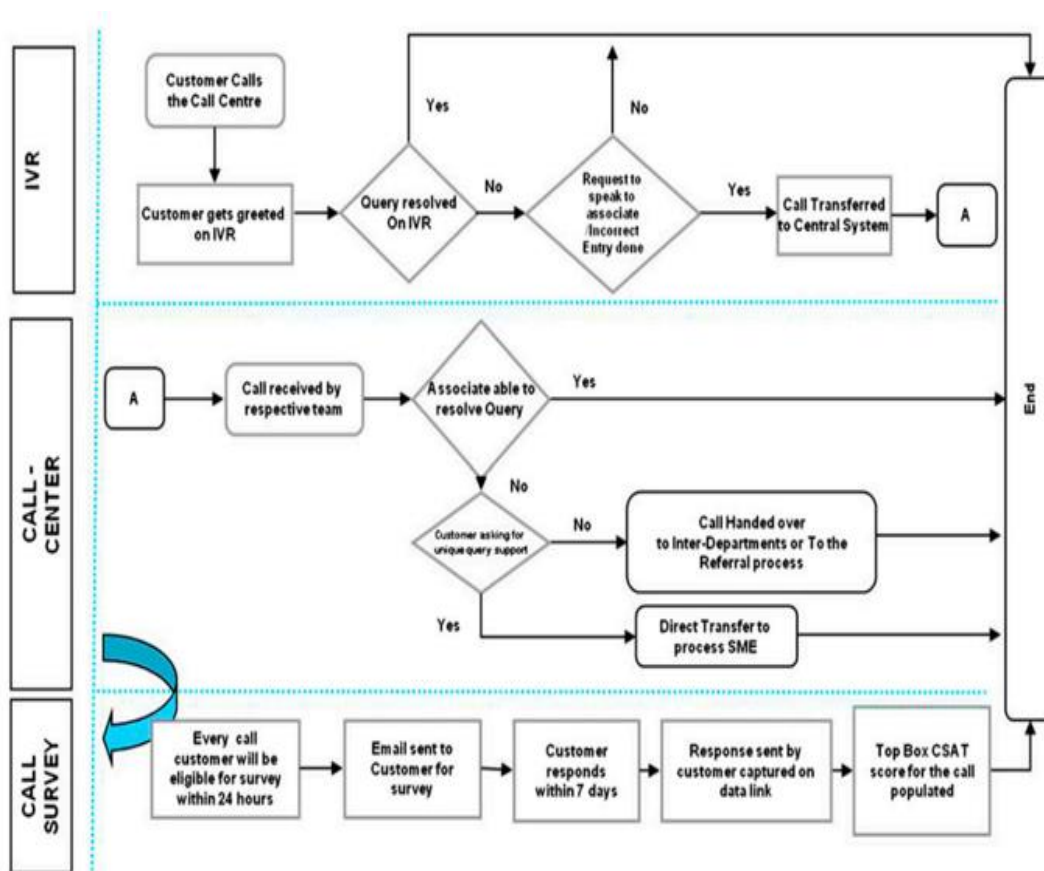 IVR
Customer Calls
the Call Centre
Customer gets greeted
on IVR
Query resolved
On IVR
Yes
No
Request to
speak to
associate
/Incorrect
Entry done
No
Yes
Call Transferred
to Central System
A
End
CALL -
CENTER
A
Call received by
respective team
Associate able to
resolve Query
Yes
No
Customer asking for
unique query support
No
Call Handed over
to Inter-Departments or To the
Referral process
Yes
Direct Transfer to
process SME
CALL
SURVEY
Every call
customer will be
eligible for survey
within 24 hours
Email sent to
Customer for
survey
Customer
responds
within 7 days
Response sent by
customer captured on
data link
Top Box CSAT
score for the call
populated